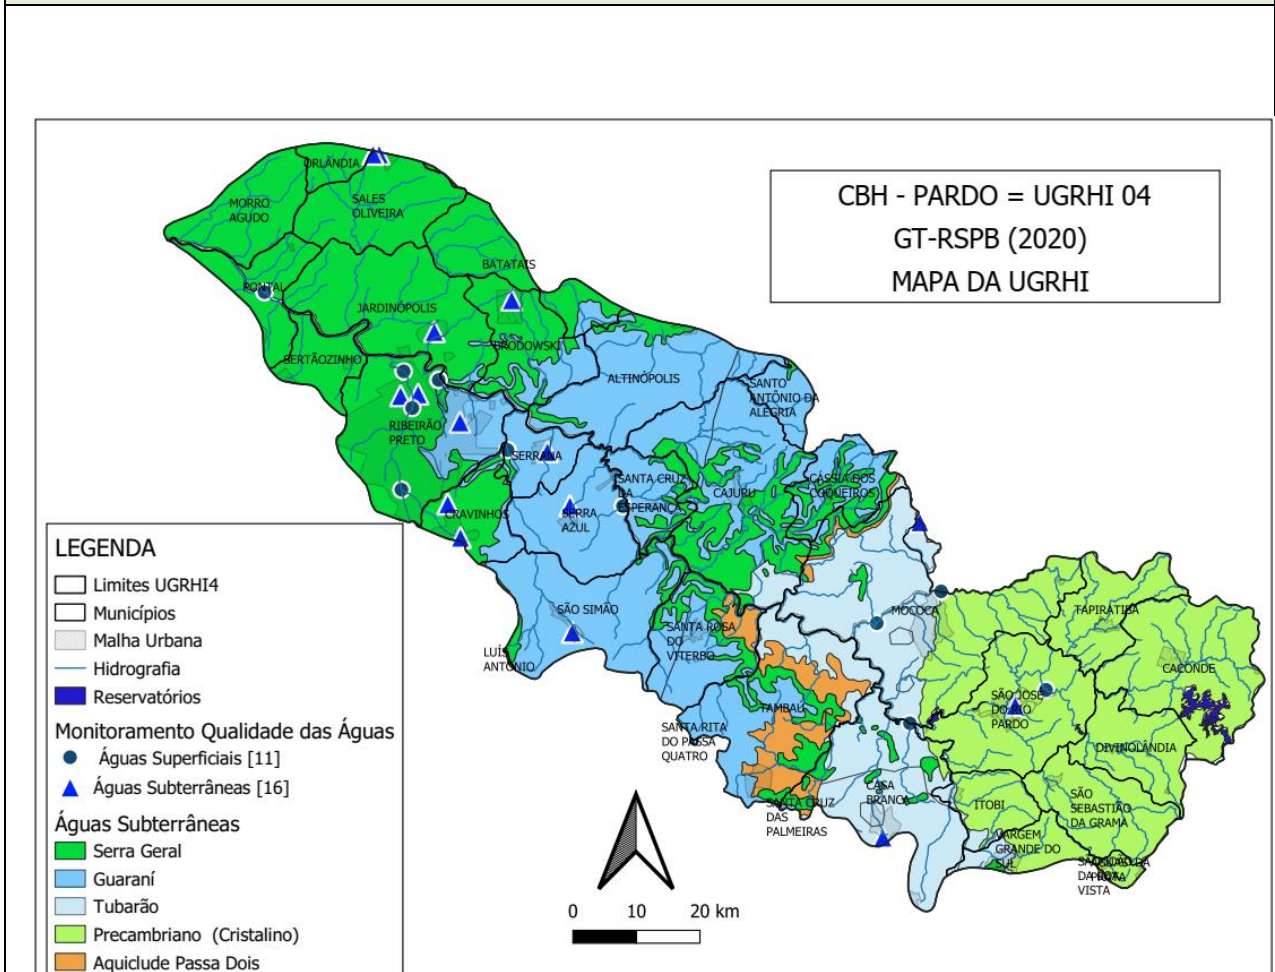 CBH - PARDO = UGRHI 04
GT-RSPB (2020)
MAPA DA UGRHI
ORLÂNDIA
MORRO
AGUDO
SALES
OLIVEIRA
BATATAIS
PONTAL
JARDINÓPOLIS
BRODOWSKI
SERTÃOZINHO
ALTINÓPOLIS
SANTO
ANTÔNIO DA
ALEGRIA
RIBEIRÃO
PRETO
SERRANA
SANTA CRUZ
DA
ESPERANÇA
CAJURU
CÁSSIA DOS
COQUEIROS
CRAVINHOS
SERRA
AZUL
SÃO SIMÃO
MOCOCA
TAPIRATIBA
SANTA ROSA
DO
VITERBO
LUÍS
ANTÔNIO
CACONDE
SÃO JOSÉ
DO RIO
PARDO
TAMBAÚ
SANTA RITA
DO PASSA
QUATRO
DIVINOLÂNDIA
CASA
BRANCA
SANTA CRUZ
DAS
PALMEIRAS
ITOBI
SÃO
SEBASTIÃO
DA GRAMA
VARGEM
GRANDE DO
SUL
VISTA
LEGENDA
Limites UGRHI4
Municípios
Malha Urbana
Hidrografia
Reservatórios
Monitoramento Qualidade das Águas
Águas Superficiais [11]
Águas Subterrâneas [16]
Águas Subterrâneas
Serra Geral
Guaraní
Tubarão
Precambriano (Cristalino)
Aquiclude Passa Dois
0 10 20 km